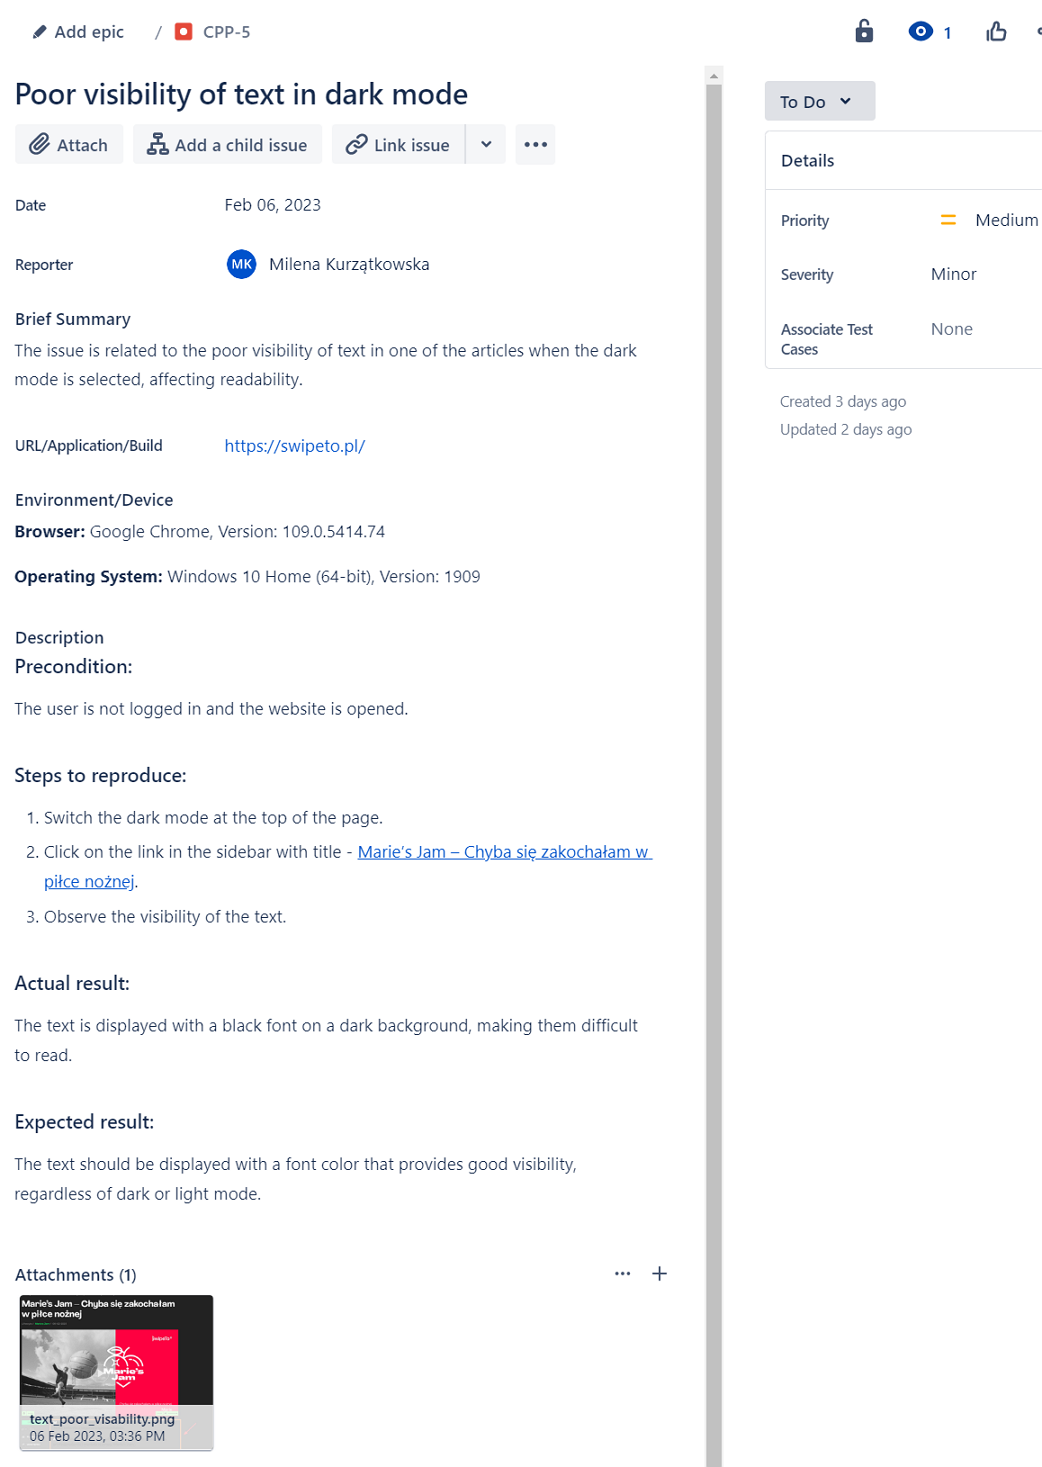 Add epic / CPP-5
1
Poor visibility of text in dark mode
Attach
Add a child issue
Link issue
To Do
Details
Priority
Medium
Severity
Minor
Associate Test
Cases
None
Created 3 days ago
Updated 2 days ago
Date
Feb 06, 2023
Reporter
MK
Milena Kurzątkowska
Brief Summary
The issue is related to the poor visibility of text in one of the articles when the dark
mode is selected, affecting readability.
URL/Application/Build
https://swipeto.pl/
Environment/Device
Browser: Google Chrome, Version: 109.0.5414.74
Operating System: Windows 10 Home (64-bit), Version: 1909
Description
Precondition:
The user is not logged in and the website is opened.
Steps to reproduce:
1. Switch the dark mode at the top of the page.
2. Click on the link in the sidebar with title - Marie's Jam – Chyba się zakochałam w
piłce nożnej.
3. Observe the visibility of the text.
Actual result:
The text is displayed with a black font on a dark background, making them difficult
to read.
Expected result:
The text should be displayed with a font color that provides good visibility,
regardless of dark or light mode.
Attachments (1)
Marie's Jam – Chyba się zakochałam
w piłce nożnej
swipeto
Marie's
Jam
text_poor_visability.png
06 Feb 2023, 03:36 PM